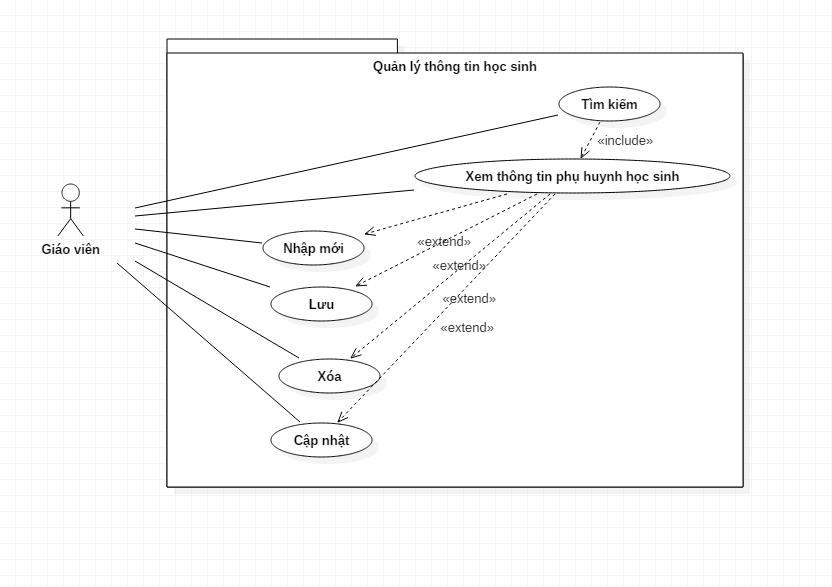 Quản lý thông tin học sinh
Tìm kiếm
«include»
Xem thông tin phụ huynh học sinh
Giáo viên
Nhập mới
«extend»
«extend»
Lưu
«extend»
«extend»
Xóa
Cập nhật